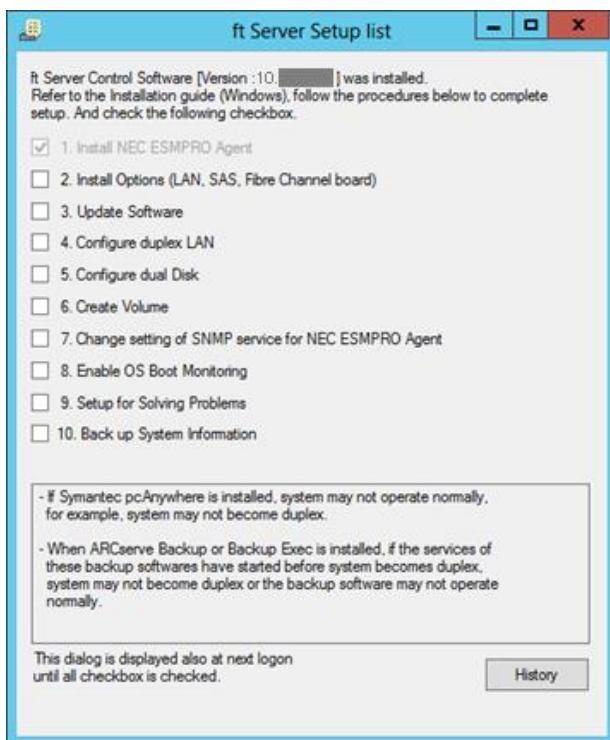 ft Server Setup list
ft Server Control Software [Version :10. ] was installed.
Refer to the Installation guide (Windows), follow the procedures below to complete
setup. And check the following checkbox.
1. Install NEC ESMPRO Agent
2. Install Options (LAN, SAS, Fibre Channel board)
3. Update Software
4. Configure duplex LAN
5. Configure dual Disk
6. Create Volume
7. Change setting of SNMP service for NEC ESMPRO Agent
8. Enable OS Boot Monitoring
9. Setup for Solving Problems
10. Back up System Information
- If Symantec pcAnywhere is installed, system may not operate normally,
for example, system may not become duplex.
- When ARCserve Backup or Backup Exec is installed, if the services of
these backup softwares have started before system becomes duplex,
system may not become duplex or the backup software may not operate
normally.
This dialog is displayed also at next logon
until all checkbox is checked.
History